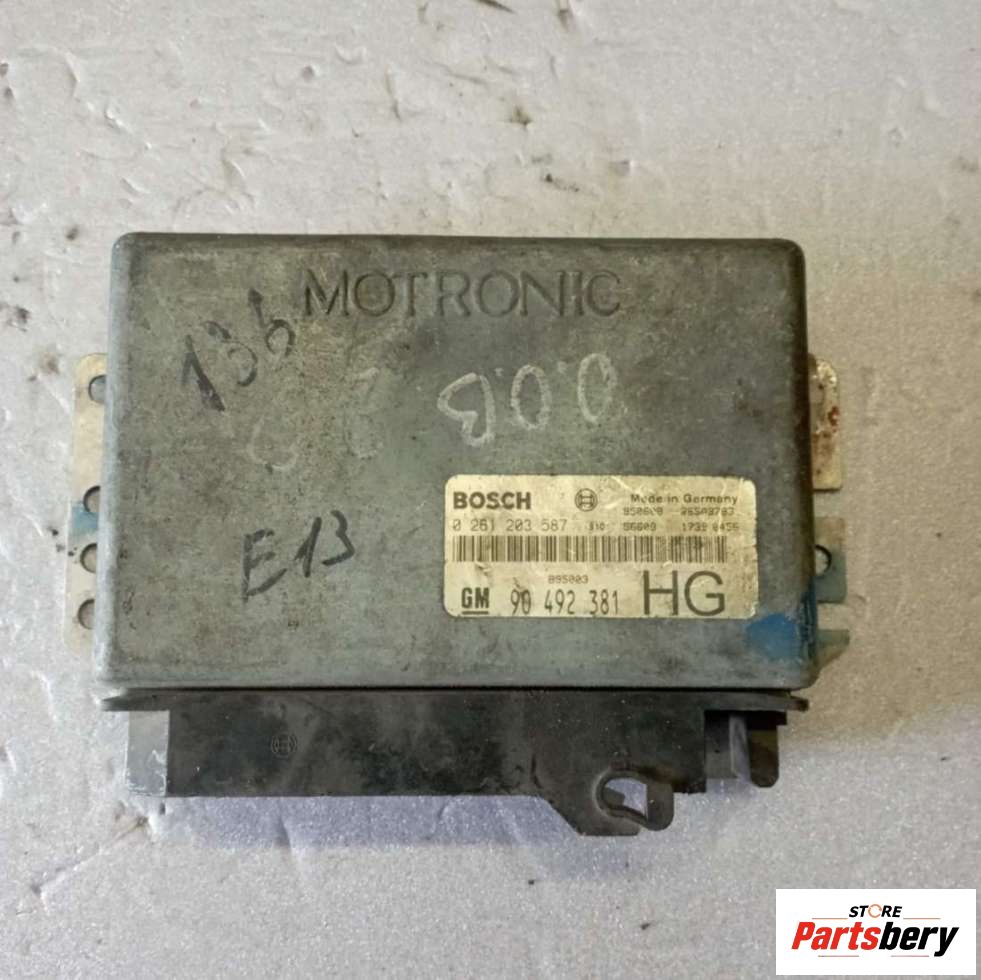 MOTRONIC
136
0.0.B
E13
BOSCH Made in Germany
0 261 203 587
895003
GM 90 492 381 HG
STORE
Partsbery